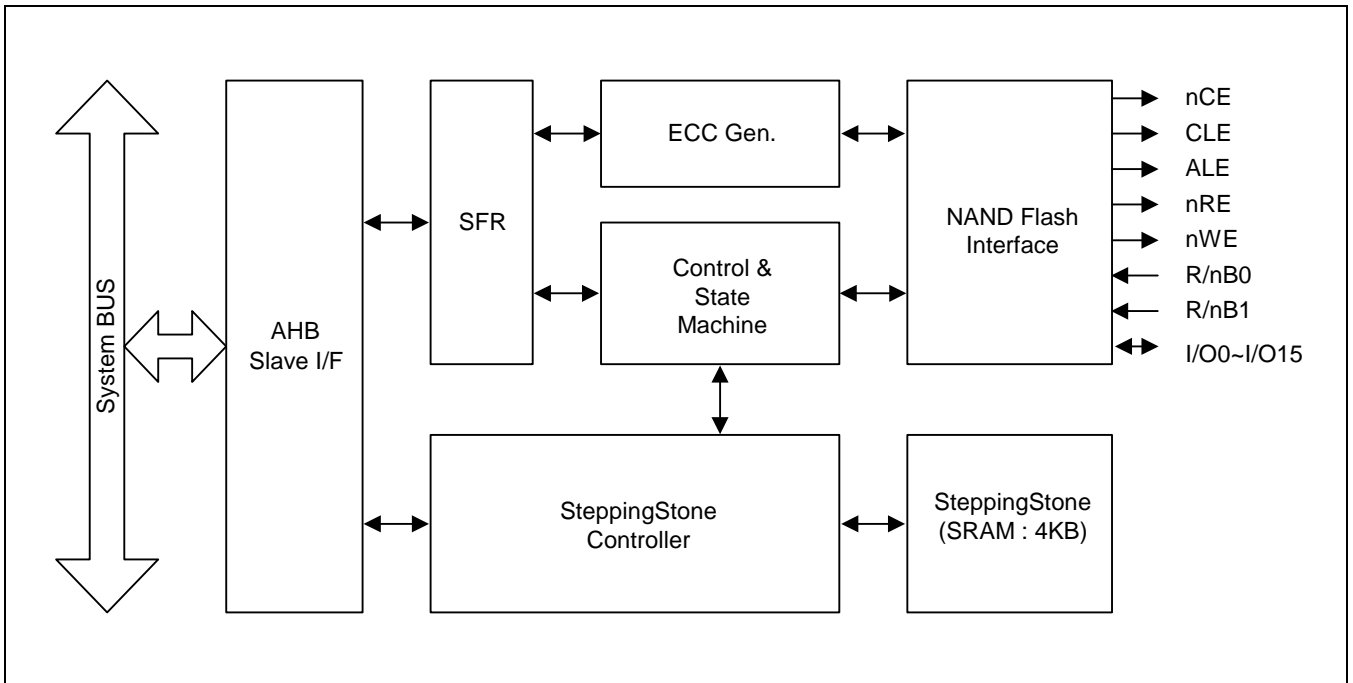 System BUS
AHB
Slave I/F
SFR
ECC Gen.
Control &
State
Machine
NAND Flash
Interface
nCE
CLE
ALE
nRE
nWE
R/nB0
R/nB1
I/O0~I/O15
SteppingStone
Controller
SteppingStone
(SRAM : 4KB)